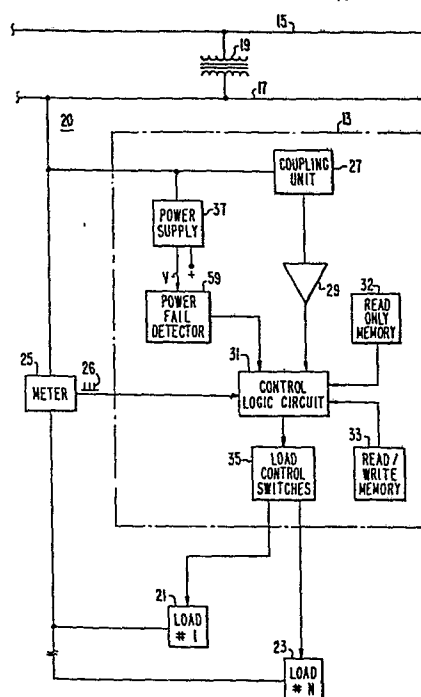 15
19
17
20
13
COUPLING UNIT
27
POWER SUPPLY
37
V
+
59
29
POWER FAIL DETECTOR
32
READ ONLY MEMORY
31
25
26
METER
CONTROL LOGIC CIRCUIT
33
35
LOAD CONTROL SWITCHES
READ/ WRITE MEMORY
21
LOAD # 1
23
LOAD # N